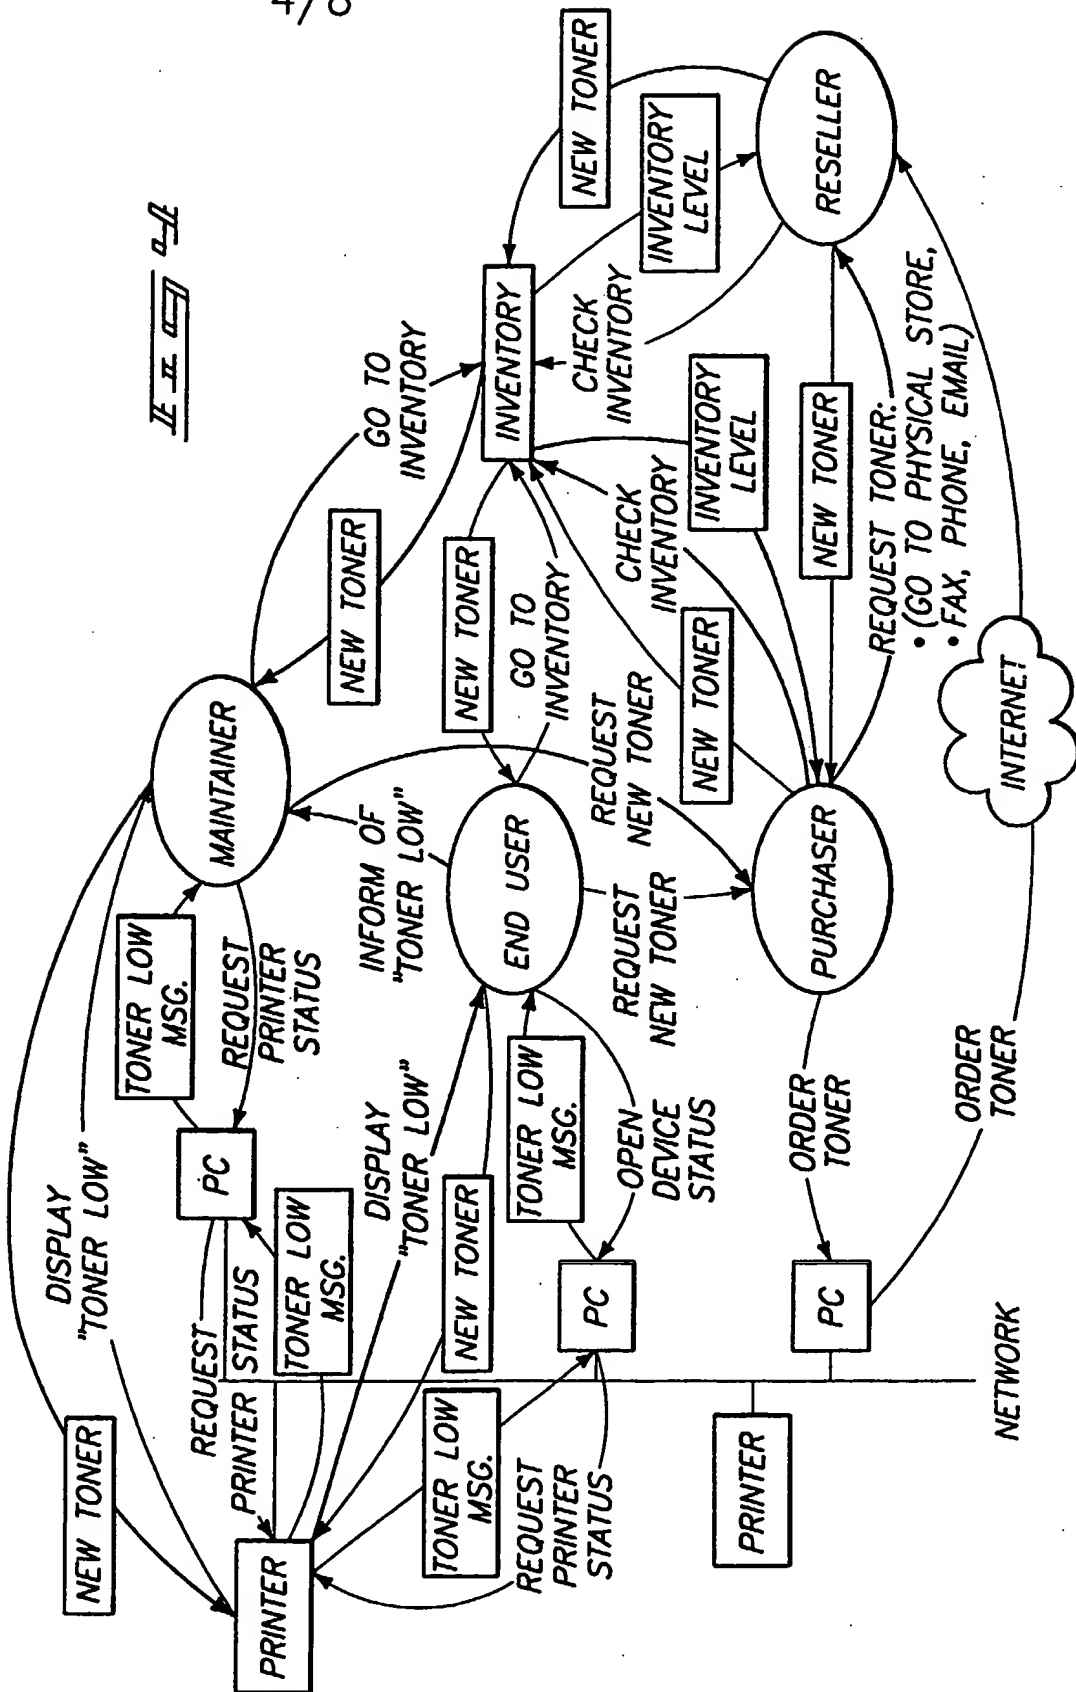 4/8
FIG 4
NEW TONER
DISPLAY
"TONER LOW"
MAINTAINER
TONER LOW
MSG.
REQUEST
PRINTER
STATUS
PC
REQUEST
PRINTER STATUS
TONER LOW
MSG.
PRINTER
GO TO
INVENTORY
NEW TONER
INFORM OF
"TONER LOW"
DISPLAY
"TONER LOW"
NEW TONER
END USER
NEW TONER
GO TO
INVENTORY
INVENTORY
NEW TONER
INVENTORY
LEVEL
CHECK
INVENTORY
RESELLER
TONER LOW
MSG.
OPEN
DEVICE
STATUS
TONER LOW
MSG.
REQUEST
PRINTER
STATUS
PC
REQUEST
NEW TONER
REQUEST
NEW TONER
CHECK
INVENTORY
INVENTORY
LEVEL
NEW TONER
NEW TONER
REQUEST TONER:
• (GO TO PHYSICAL STORE,
• FAX, PHONE, EMAIL)
PURCHASER
ORDER
TONER
PC
PRINTER
ORDER
TONER
INTERNET
NETWORK